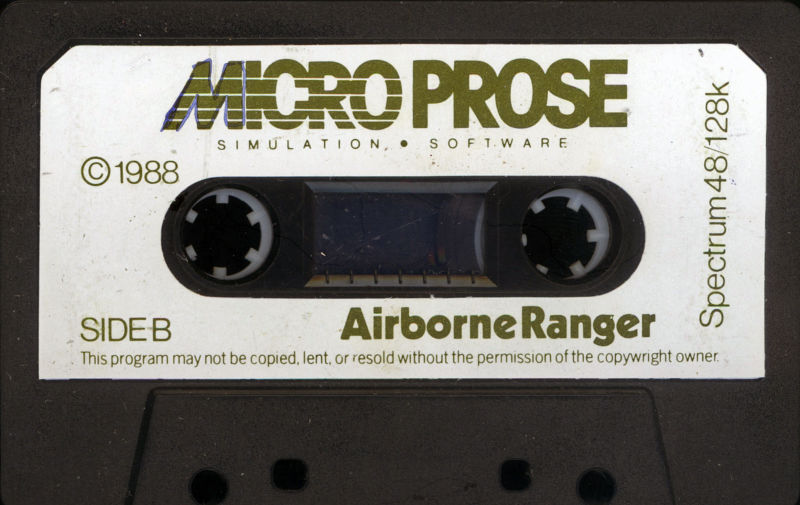 MICRO PROSE
SIMULATION • SOFTWARE
©1988
Spectrum 48/128k
SIDE B
Airborne Ranger
This program may not be copied, lent, or resold without the permission of the copywright owner.